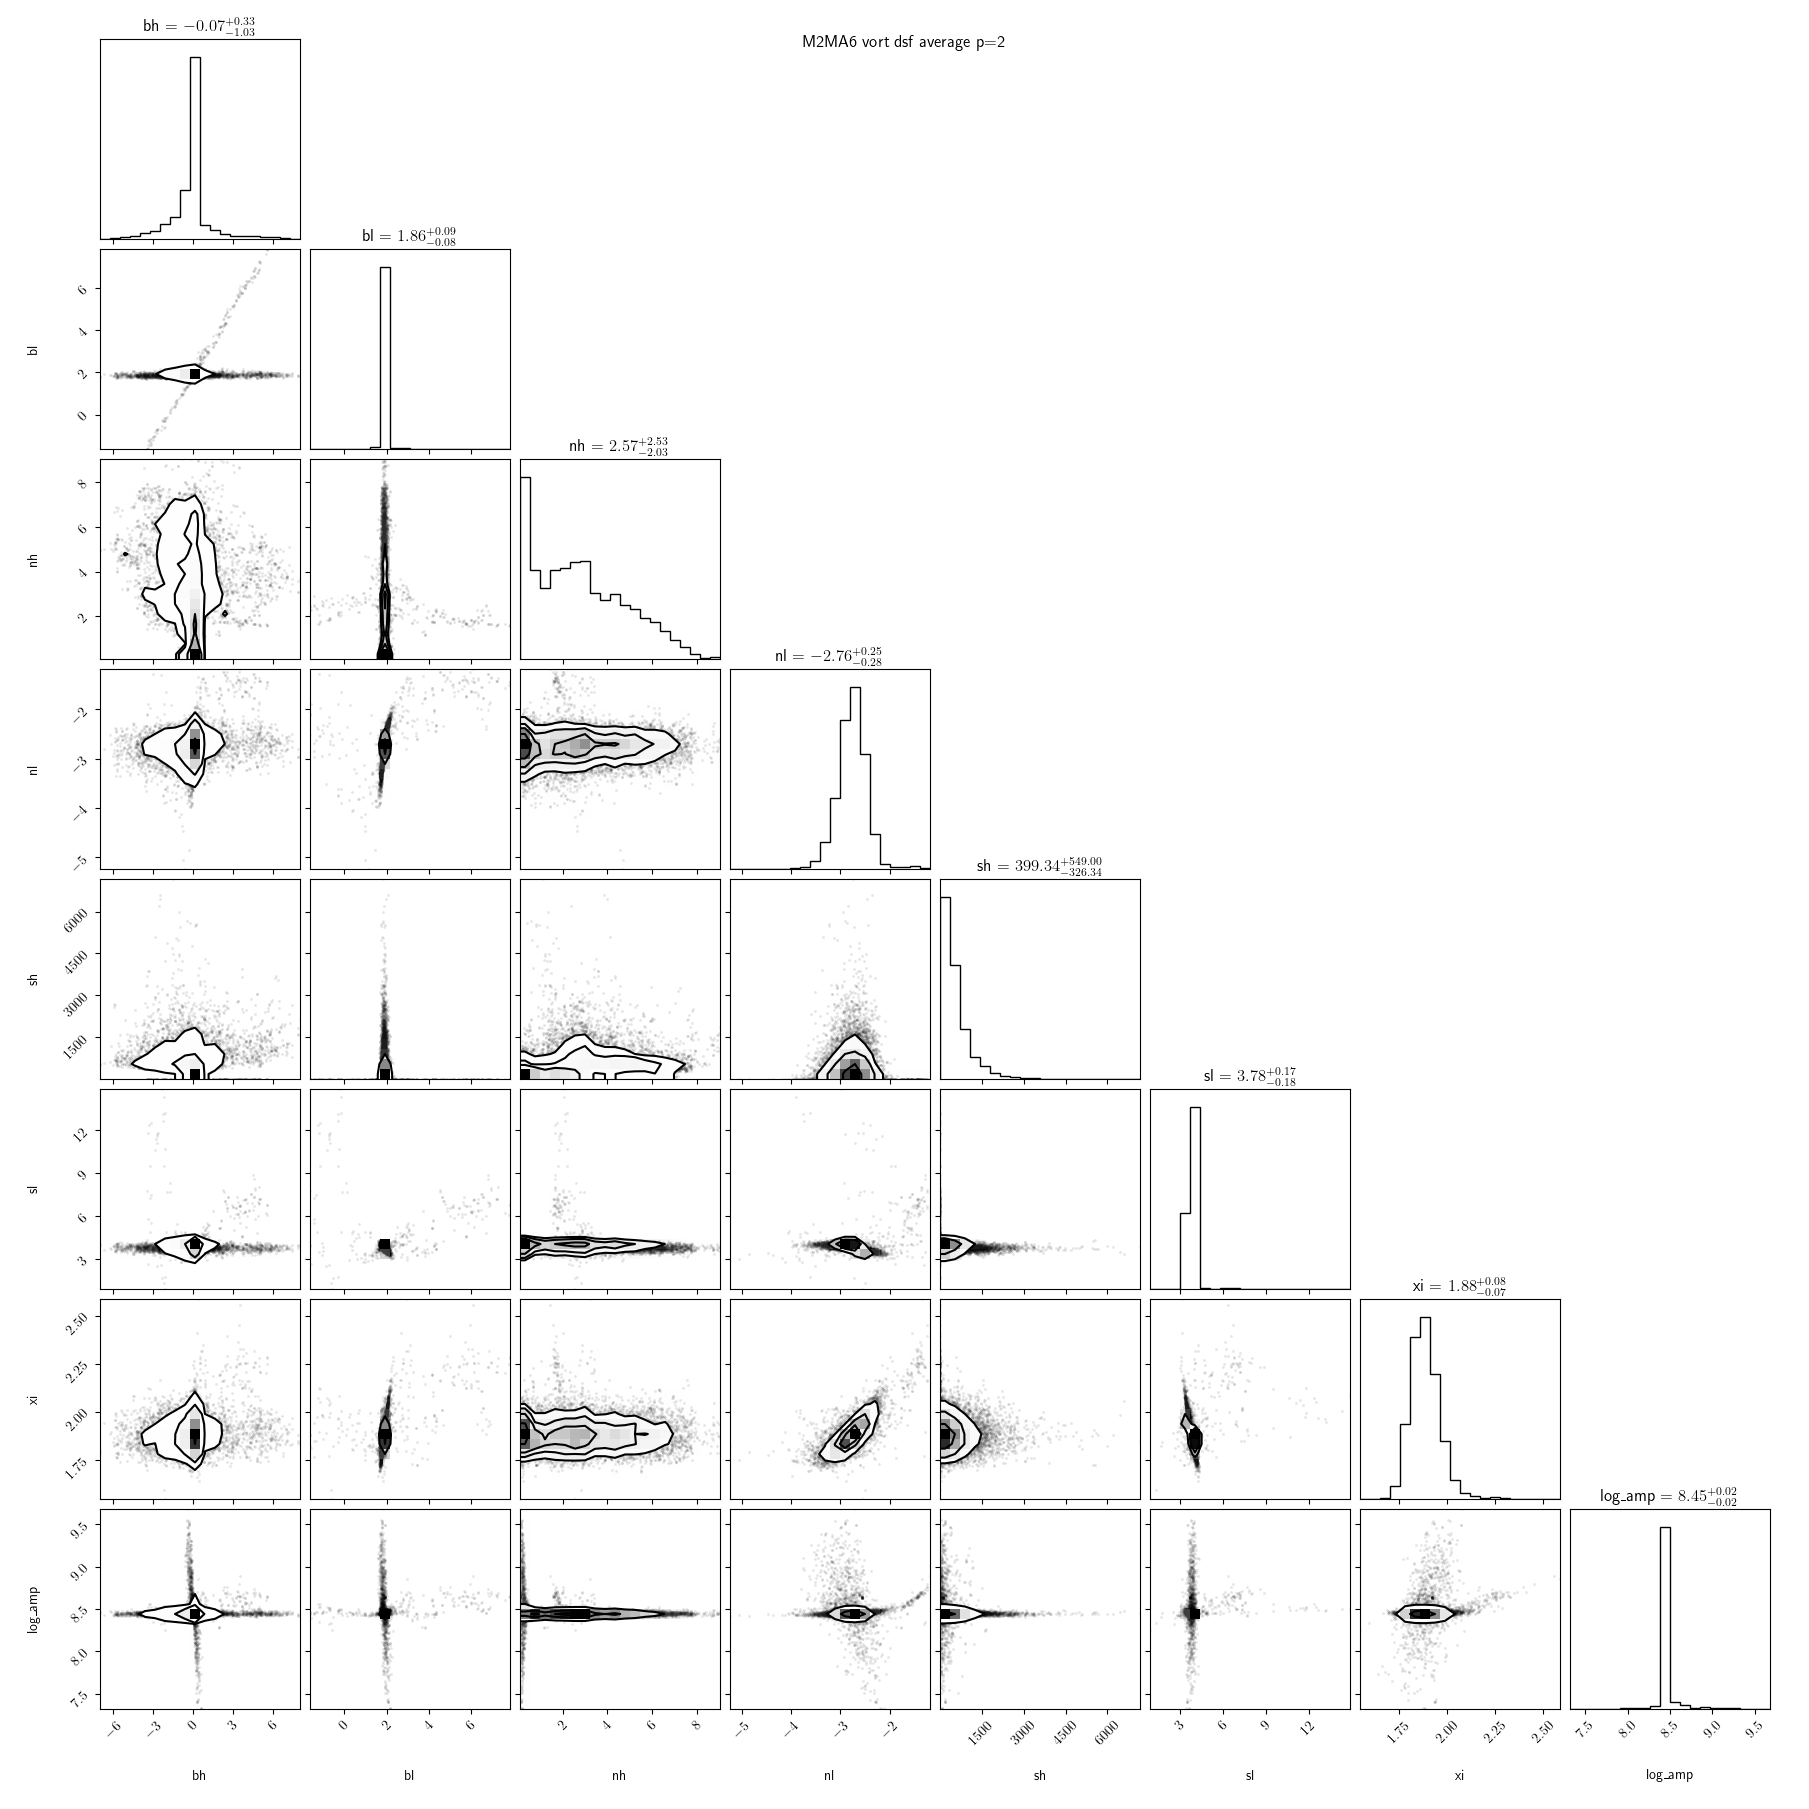 M2MA6 vort dsf average p=2
bh = −0.07 +0.33 −1.03
bl = 1.86 +0.09 −0.08
bl
6
4
2
0
nh = 2.57 +2.53 −2.03
nh
8
6
4
2
nl = −2.76 +0.25 −0.28
nl
−2
−3
−4
−5
sh = 399.34 +549.00 −326.34
sh
6000
4500
3000
1500
sl = 3.78 +0.17 −0.18
sl
12
9
6
3
xi = 1.88 +0.08 −0.07
xi
2.50
2.25
2.00
1.75
log_amp = 8.45 +0.02 −0.02
log_amp
9.5
9.0
8.5
8.0
7.5
−6 −3 0 3 6
0 2 4 6
2 4 6 8
−5 −4 −3 −2
1500 3000 4500 6000
3 6 9 12
1.75 2.00 2.25 2.50
7.5 8.0 8.5 9.0 9.5
bh bl nh nl sh sl xi log_amp